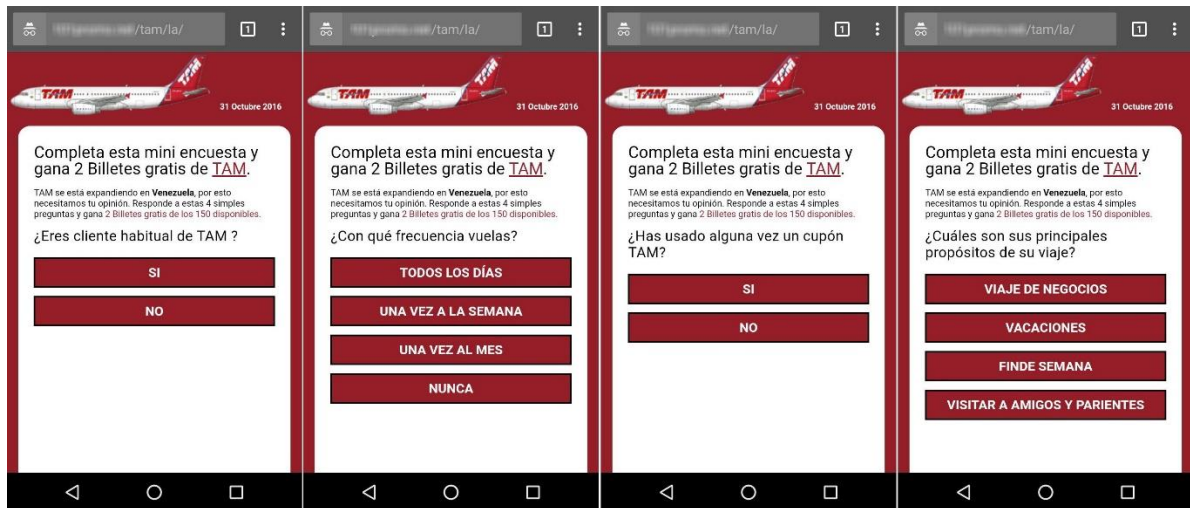 /tam/la/
1
TAM
TAM
31 Octubre 2016
Completa esta mini encuesta y
gana 2 Billetes gratis de TAM.
TAM se está expandiendo en Venezuela, por esto
necesitamos tu opinión. Responde a estas 4 simples
preguntas y gana 2 Billetes gratis de los 150 disponibles.
¿Eres cliente habitual de TAM ?
SI
NO
/tam/la/
1
TAM
TAM
31 Octubre 2016
Completa esta mini encuesta y
gana 2 Billetes gratis de TAM.
TAM se está expandiendo en Venezuela, por esto
necesitamos tu opinión. Responde a estas 4 simples
preguntas y gana 2 Billetes gratis de los 150 disponibles.
¿Con qué frecuencia vuelas?
TODOS LOS DÍAS
UNA VEZ A LA SEMANA
UNA VEZ AL MES
NUNCA
/tam/la/
1
TAM
TAM
31 Octubre 2016
Completa esta mini encuesta y
gana 2 Billetes gratis de TAM.
TAM se está expandiendo en Venezuela, por esto
necesitamos tu opinión. Responde a estas 4 simples
preguntas y gana 2 Billetes gratis de los 150 disponibles.
¿Has usado alguna vez un cupón
TAM?
SI
NO
/tam/la/
1
TAM
TAM
31 Octubre 2016
Completa esta mini encuesta y
gana 2 Billetes gratis de TAM.
TAM se está expandiendo en Venezuela, por esto
necesitamos tu opinión. Responde a estas 4 simples
preguntas y gana 2 Billetes gratis de los 150 disponibles.
¿Cuáles son sus principales
propósitos de su viaje?
VIAJE DE NEGOCIOS
VACACIONES
FINDE SEMANA
VISITAR A AMIGOS Y PARIENTES